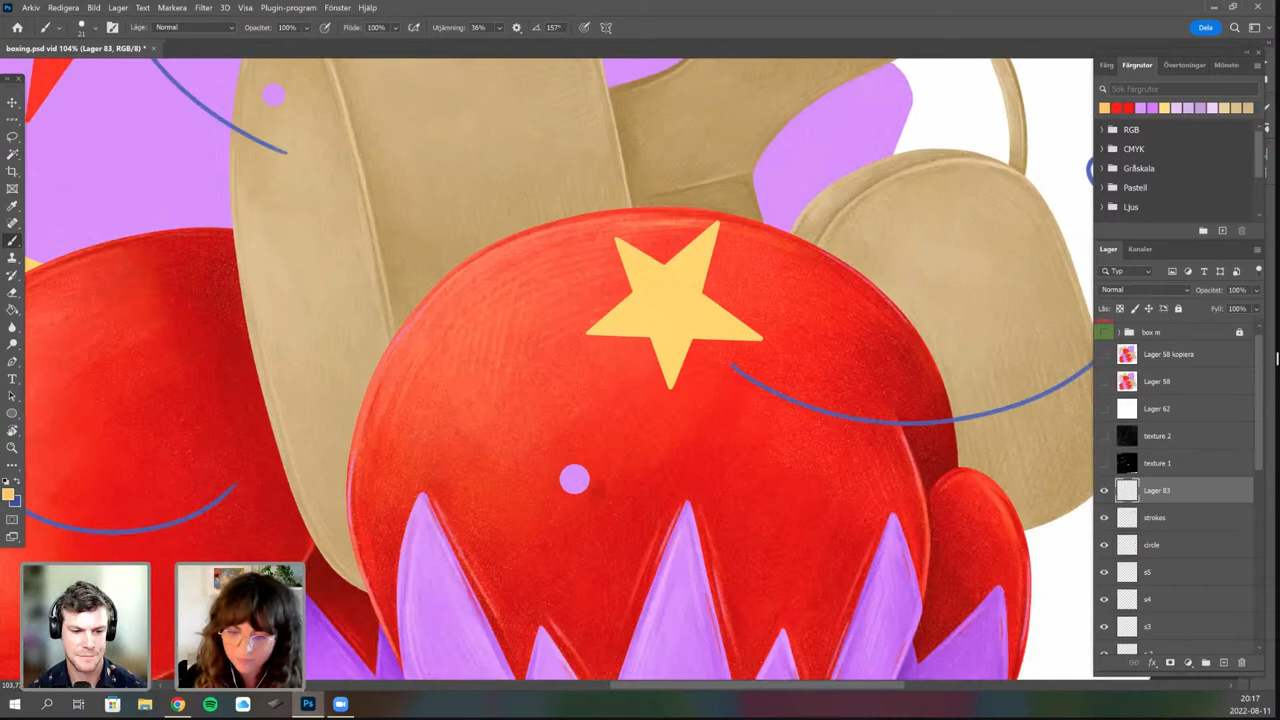 Arkiv Redigera Bild Lager Text Markera Filter 3D Visa Plugin-program Fönster Hjälp
21 Läge: Normal Opacitet: 100% Flöde: 100% Utjämning: 36% 157° Dela
boxing.psd vid 104% (Lager 83, RGB/8) *
Färg Färgrutor Övertoningar Mönster
Sök färgrutor
RGB
CMYK
Gråskala
Pastell
Ljus
Lager Kanaler
Typ
Normal Opacitet: 100%
Lås: Fyll: 100%
box m
Lager 58 kopiera
Lager 58
Lager 62
texture 2
texture 1
Lager 83
strokes
circle
s5
s4
s3
20:17
2022-08-11